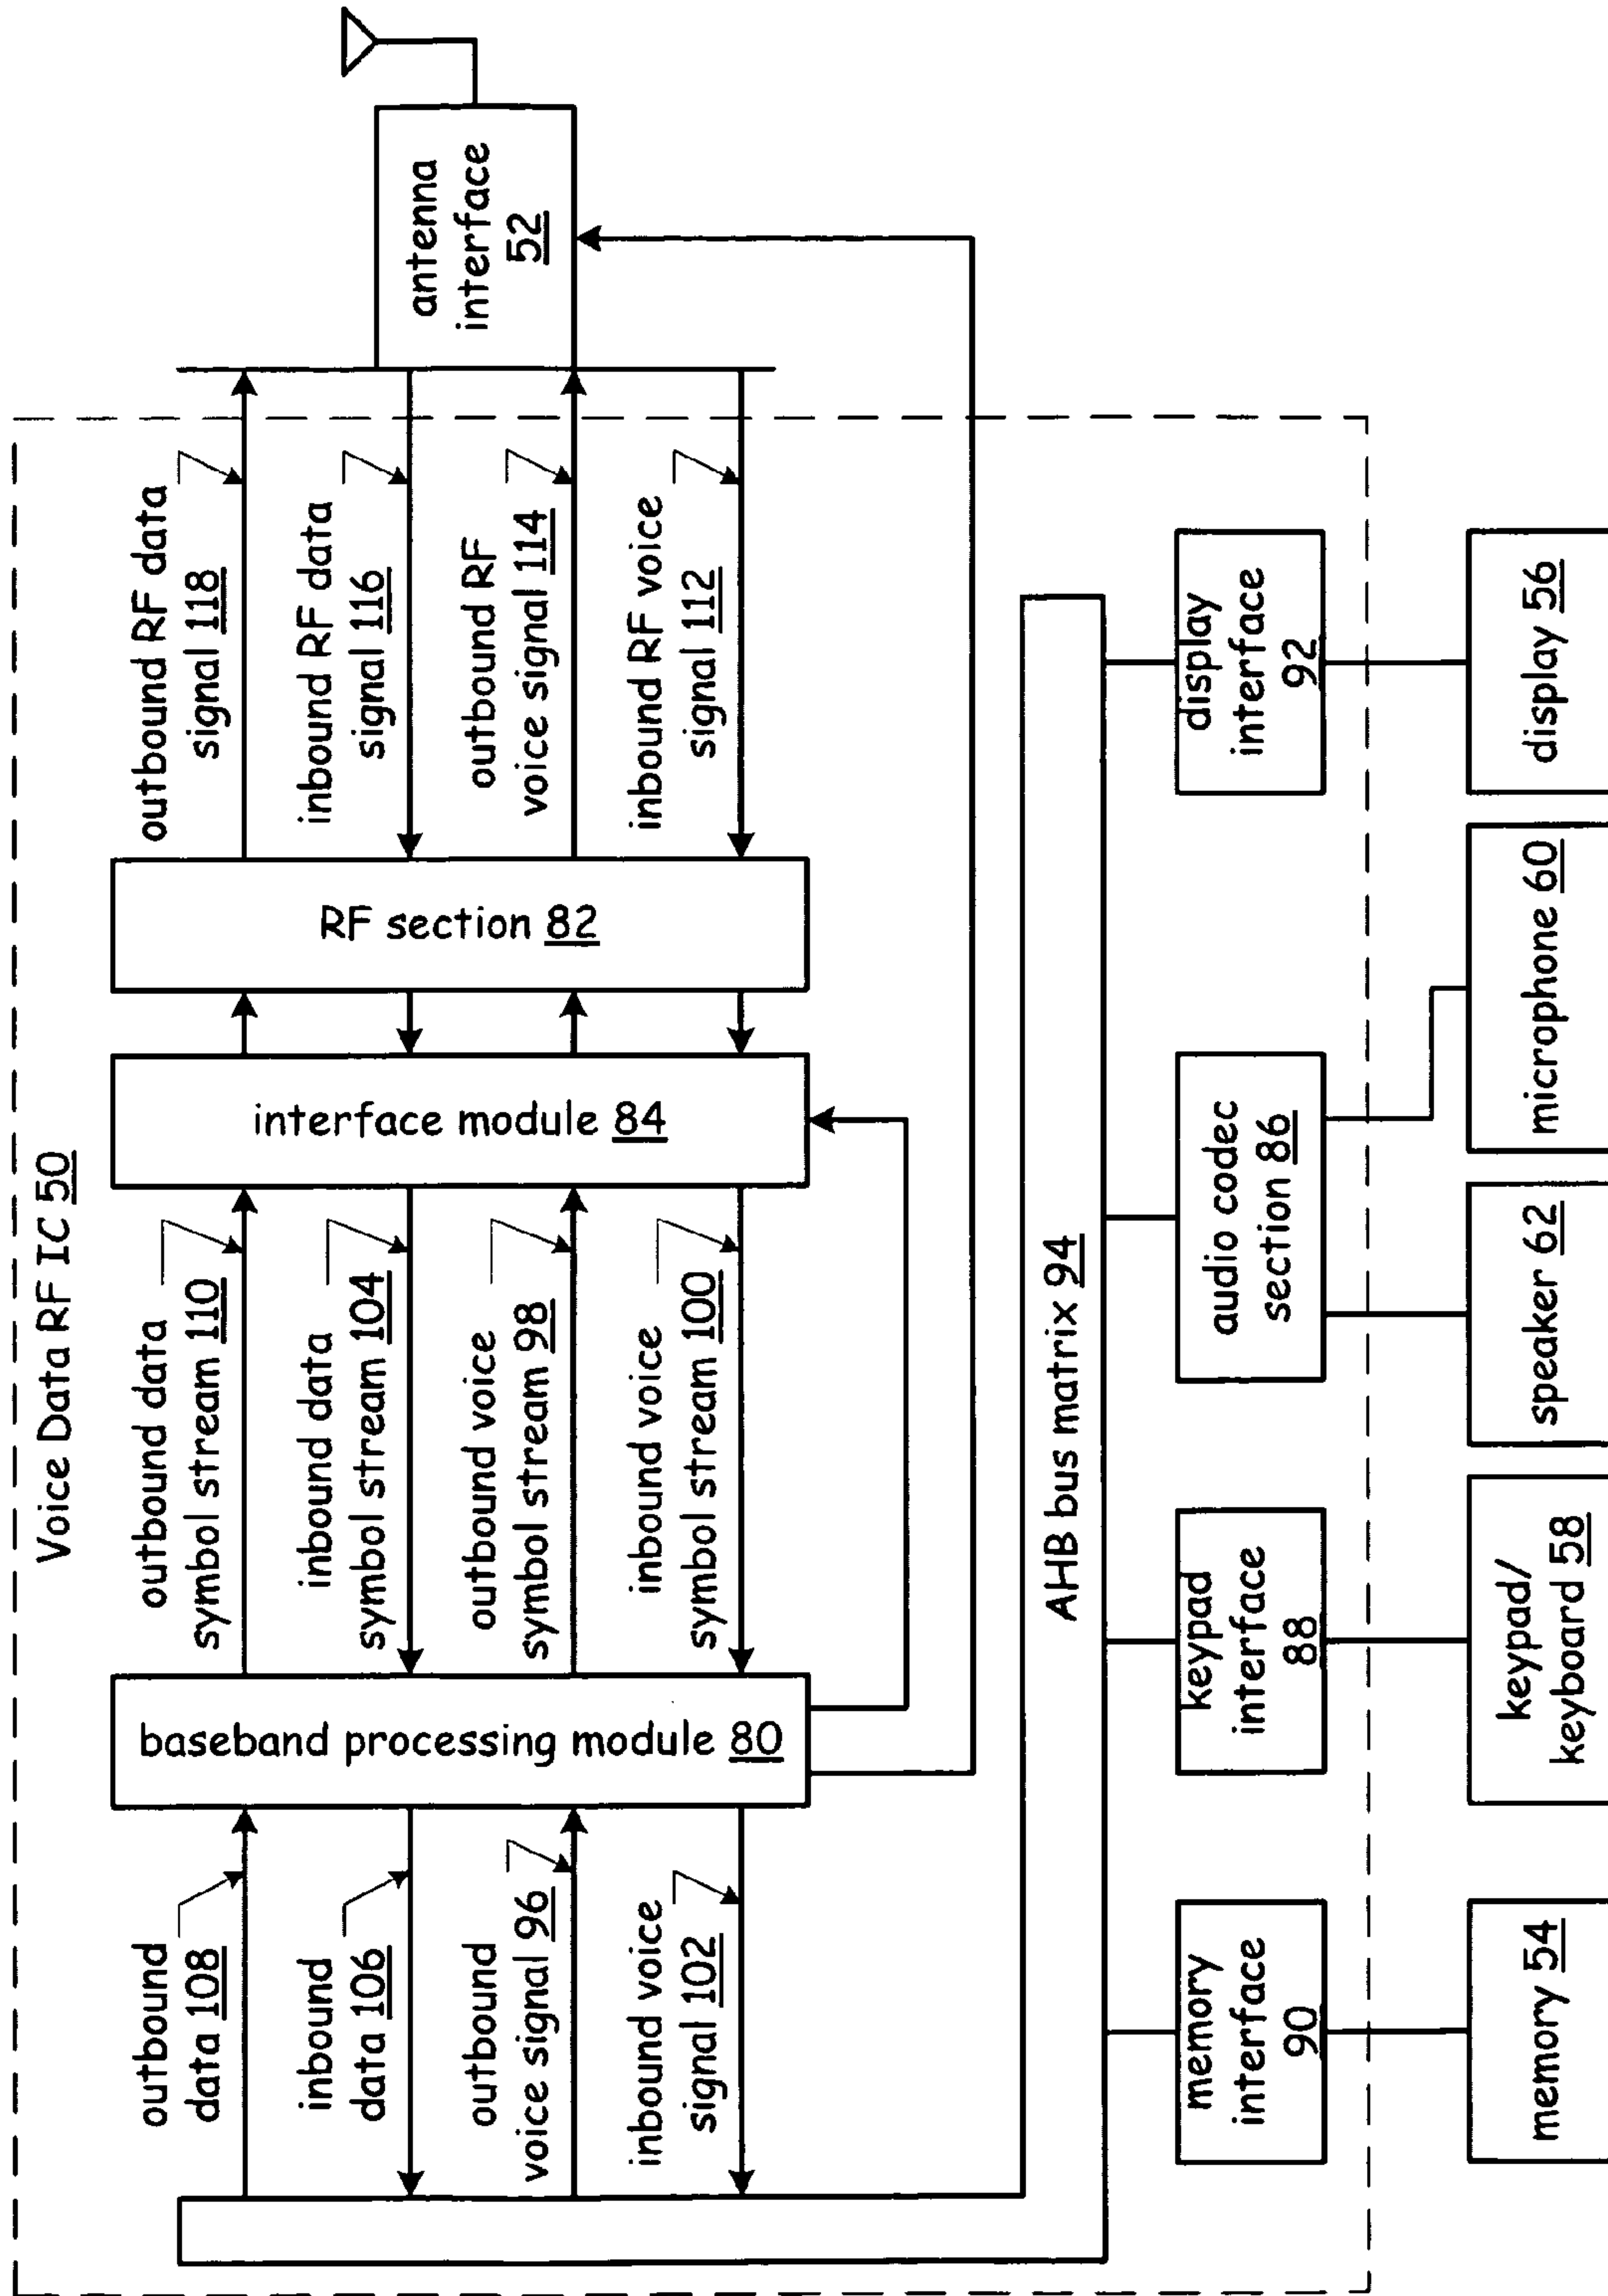 Voice Data RF IC 50
outbound
data 108
outbound data
symbol stream 110
outbound RF data
signal 118
inbound
data 106
inbound data
symbol stream 104
inbound RF data
signal 116
outbound
voice signal 96
outbound voice
symbol stream 98
outbound RF
voice signal 114
inbound voice
signal 102
inbound voice
symbol stream 100
inbound RF voice
signal 112
baseband processing module 80
interface module 84
RF section 82
antenna
interface
52
AHB bus matrix 94
memory
interface
90
keypad
interface
88
audio codec
section 86
display
interface
92
memory 54
keypad/
keyboard 58
speaker 62
microphone 60
display 56